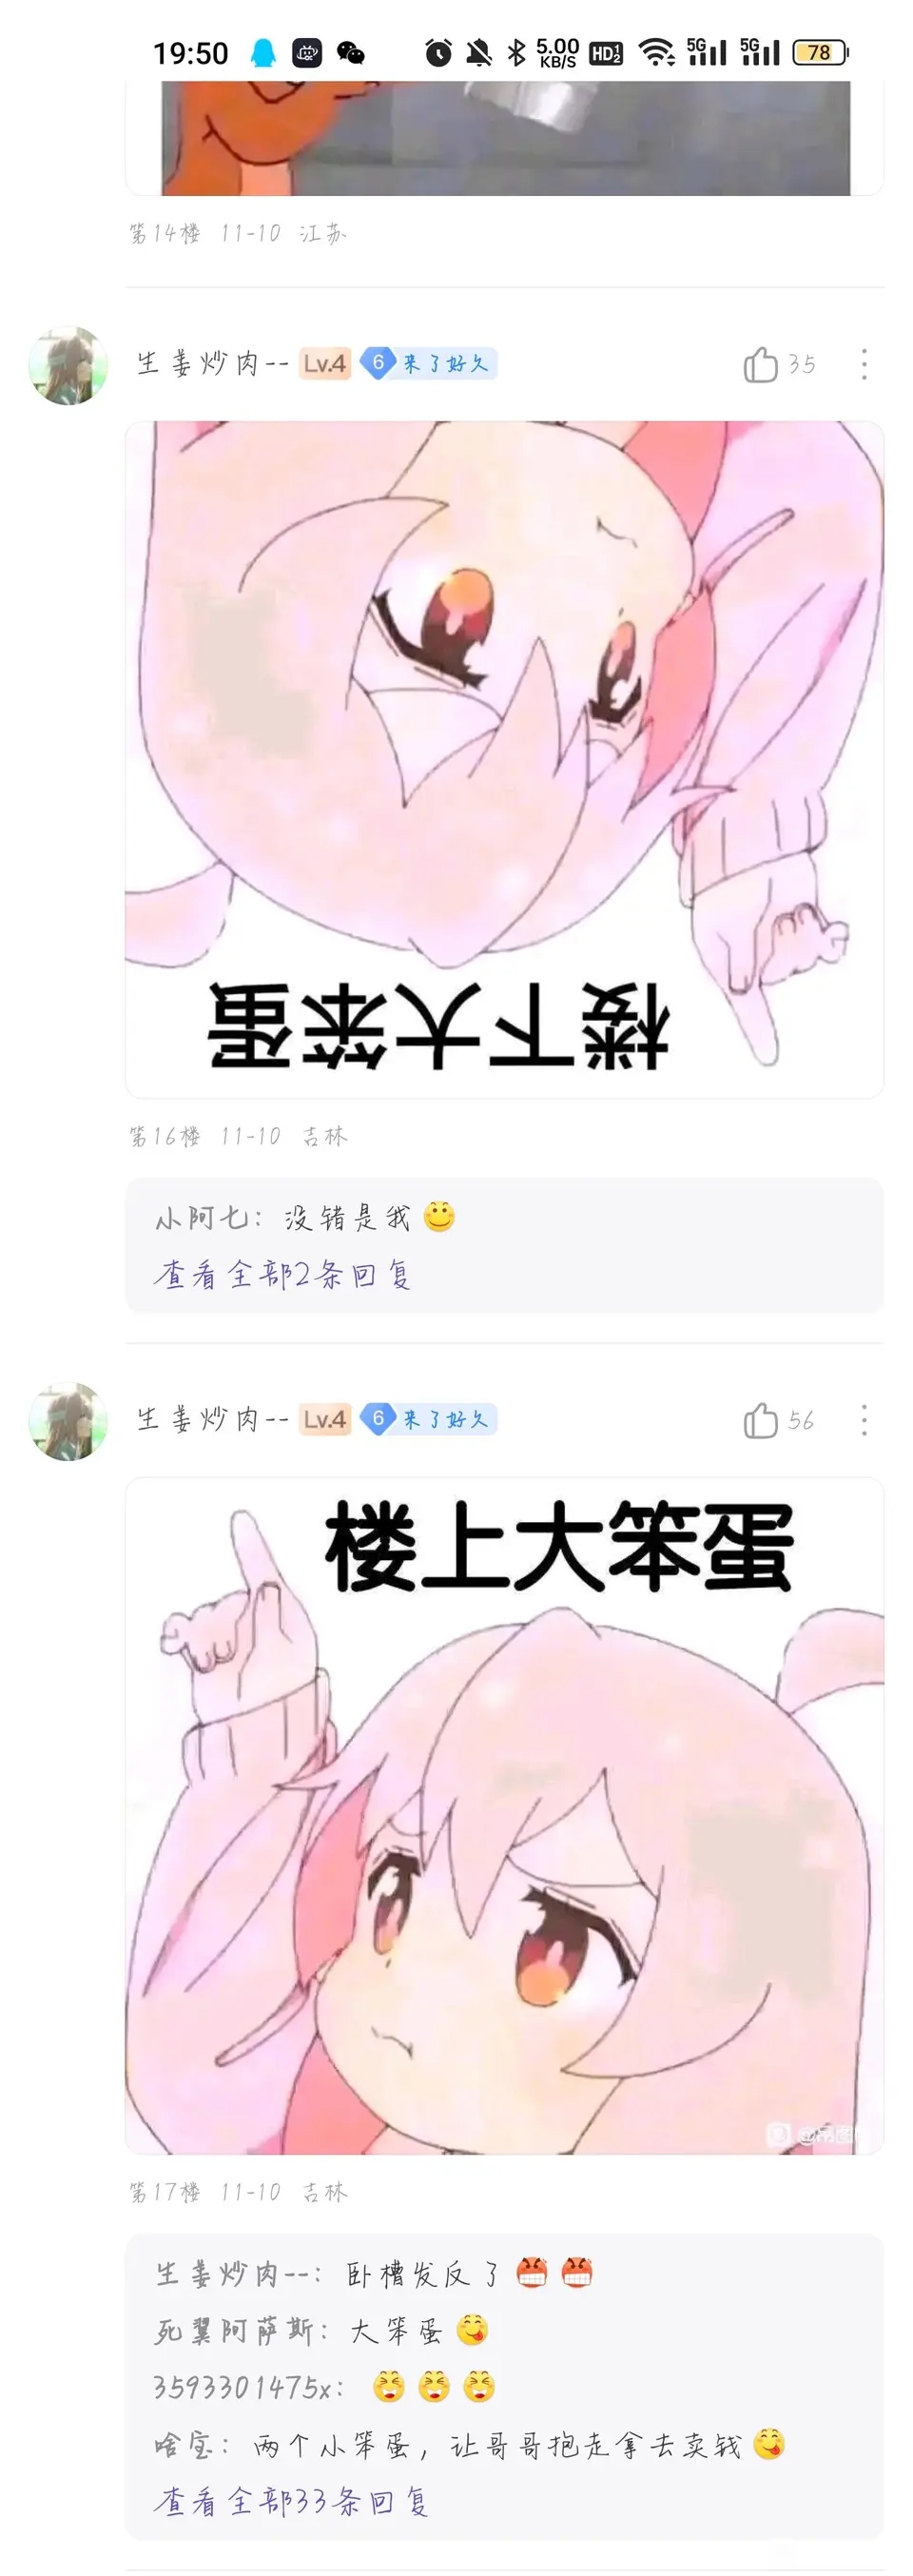 19:50 5.00 KB/S HD 1 2 5G 5G 78
第14楼 11-10 江苏
生姜炒肉-- Lv.4 6 来了好久 35
楼下大笨蛋
第16楼 11-10 吉林
小阿七: 没错是我
查看全部2条回复
生姜炒肉-- Lv.4 6 来了好久 56
楼上大笨蛋
第17楼 11-10 吉林
生姜炒肉--: 卧槽发反了
死翼阿萨斯: 大笨蛋
3593301475x:
啥宝: 两个小笨蛋，让哥哥抱走拿去卖钱
查看全部33条回复